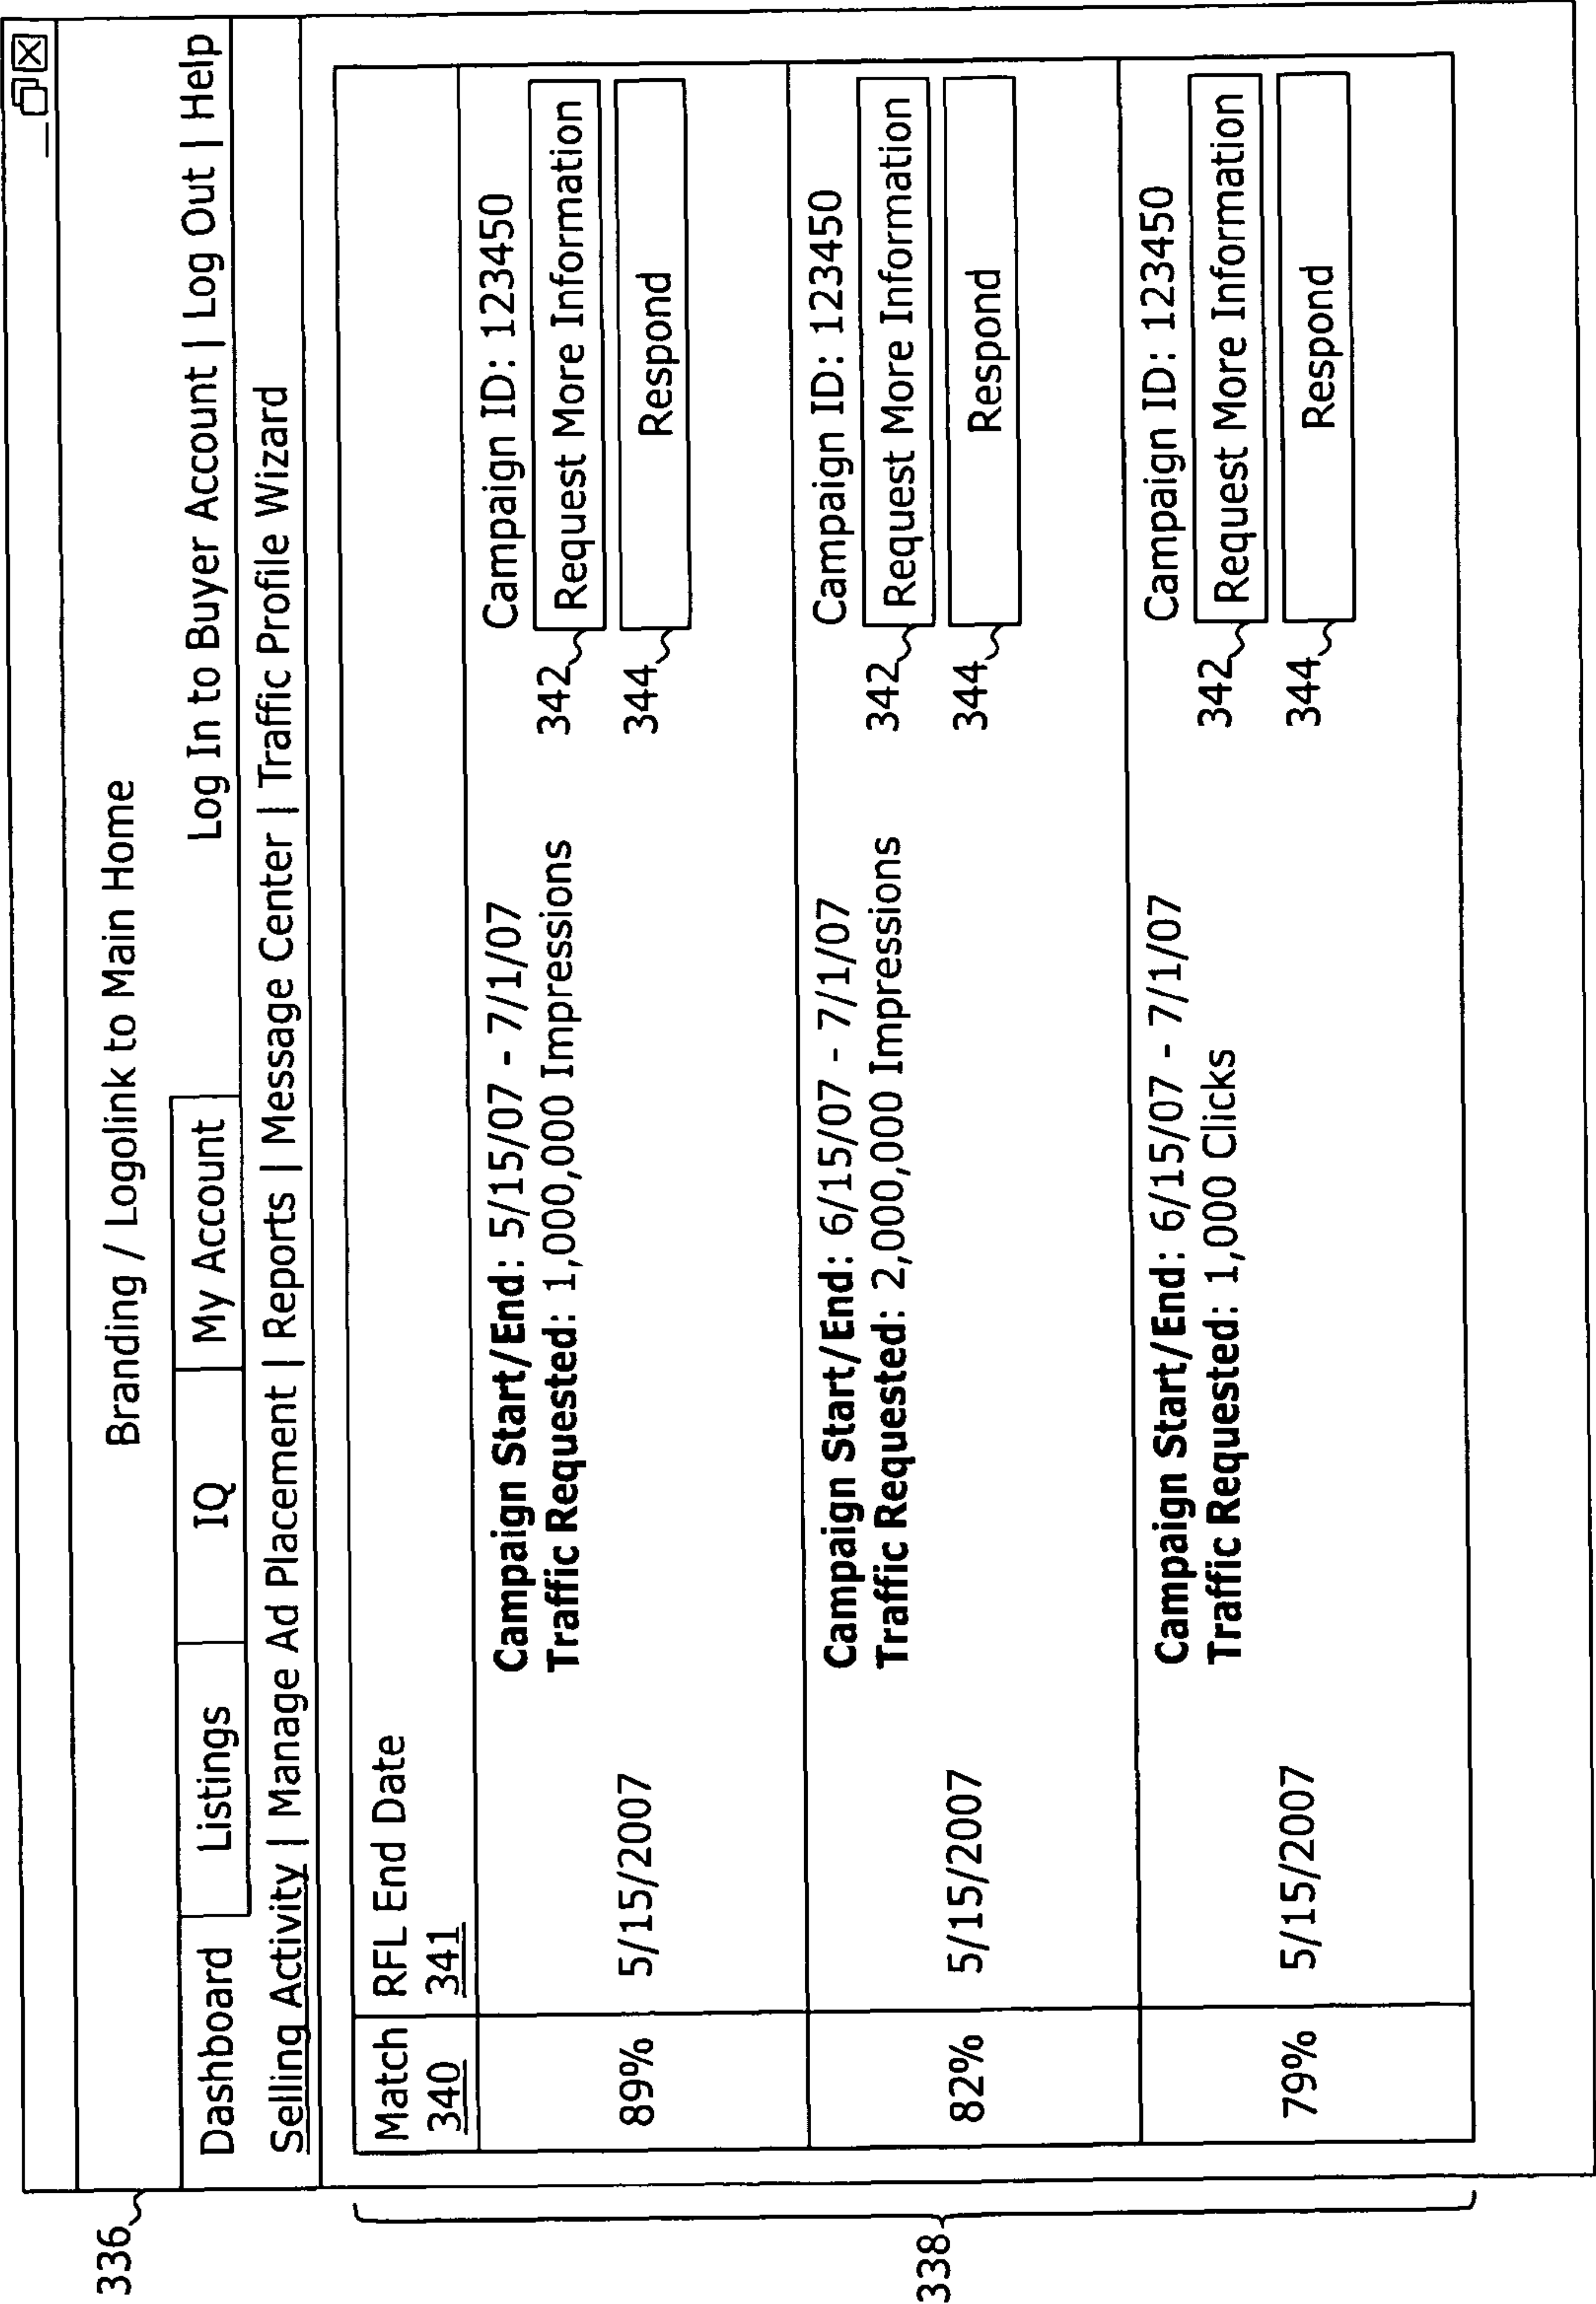 336
Branding / Logolink to Main Home
Dashboard Listings IQ My Account Log In to Buyer Account | Log Out | Help
Selling Activity | Manage Ad Placement | Reports | Message Center | Traffic Profile Wizard
338
Match RFL End Date
340 341
Campaign Start/End: 5/15/07 - 7/1/07 Campaign ID: 123450
Traffic Requested: 1,000,000 Impressions 342 Request More Information
89% 5/15/2007 344 Respond
Campaign Start/End: 6/15/07 - 7/1/07 Campaign ID: 123450
Traffic Requested: 2,000,000 Impressions 342 Request More Information
82% 5/15/2007 344 Respond
Campaign Start/End: 6/15/07 - 7/1/07 Campaign ID: 123450
Traffic Requested: 1,000 Clicks 342 Request More Information
79% 5/15/2007 344 Respond